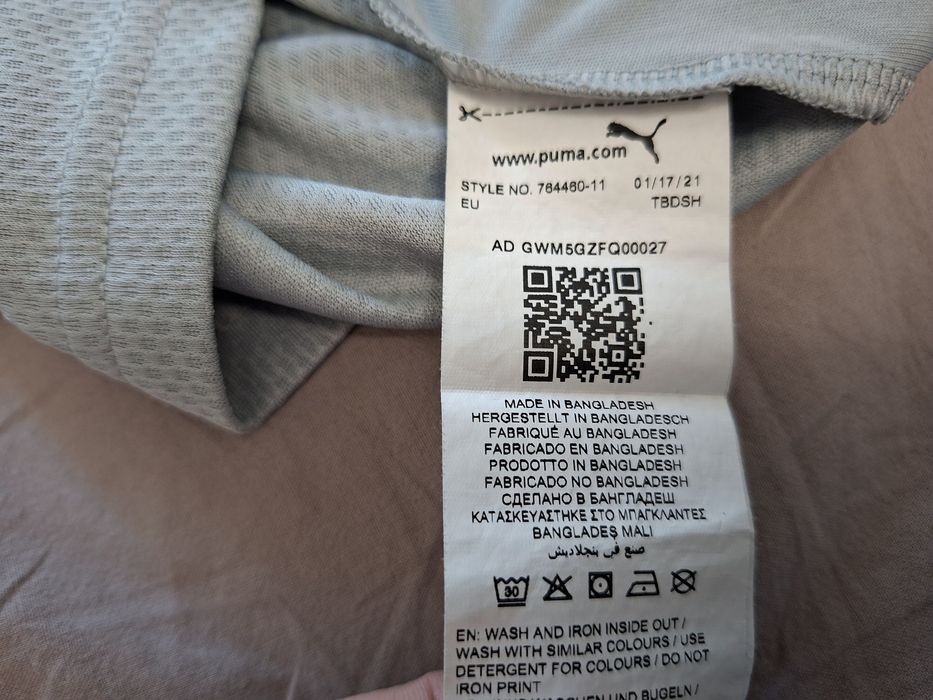 www.puma.com
STYLE NO. 764460-11 01/17/21
EU TBDSH
AD GWM5GZFQ00027
MADE IN BANGLADESH
HERGESTELLT IN BANGLADESCH
FABRIQUÉ AU BANGLADESH
FABRICADO EN BANGLADESH
PRODOTTO IN BANGLADESH
FABRICADO NO BANGLADESH
СДЕЛАНО В БАНГЛАДЕШ
ΚΑΤΑΣΚΕΥΑΣΤΗΚΕ ΣΤΟ ΜΠΑΓΚΛΑΝΤΕΣ
BANGLADEŞ MALI
صنع في بنجلاديش
30
EN: WASH AND IRON INSIDE OUT /
WASH WITH SIMILAR COLOURS / USE
DETERGENT FOR COLOURS / DO NOT
IRON PRINT
WASCHEN UND BUGELN /